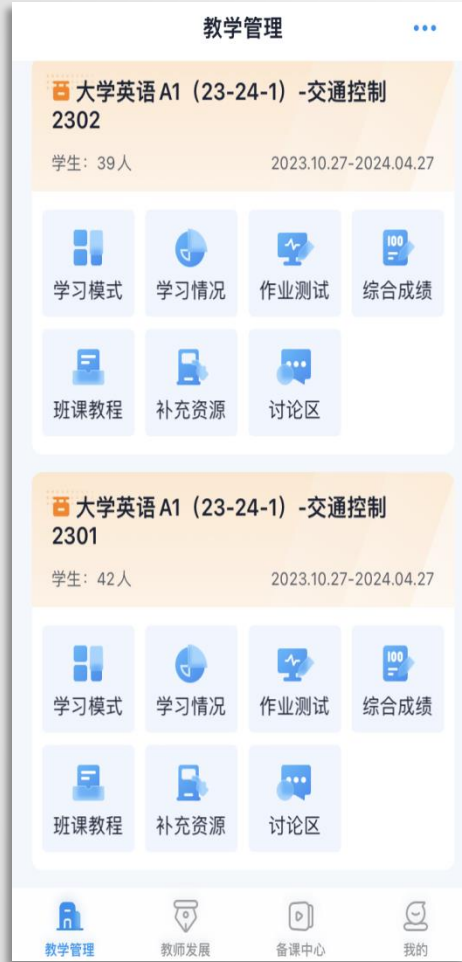 教学管理
大学英语 A1（23-24-1）-交通控制
2302
学生：39人 2023.10.27-2024.04.27
学习模式 学习情况 作业测试 综合成绩
班课教程 补充资源 讨论区
大学英语 A1（23-24-1）-交通控制
2301
学生：42人 2023.10.27-2024.04.27
学习模式 学习情况 作业测试 综合成绩
班课教程 补充资源 讨论区
教学管理 教师发展 备课中心 我的